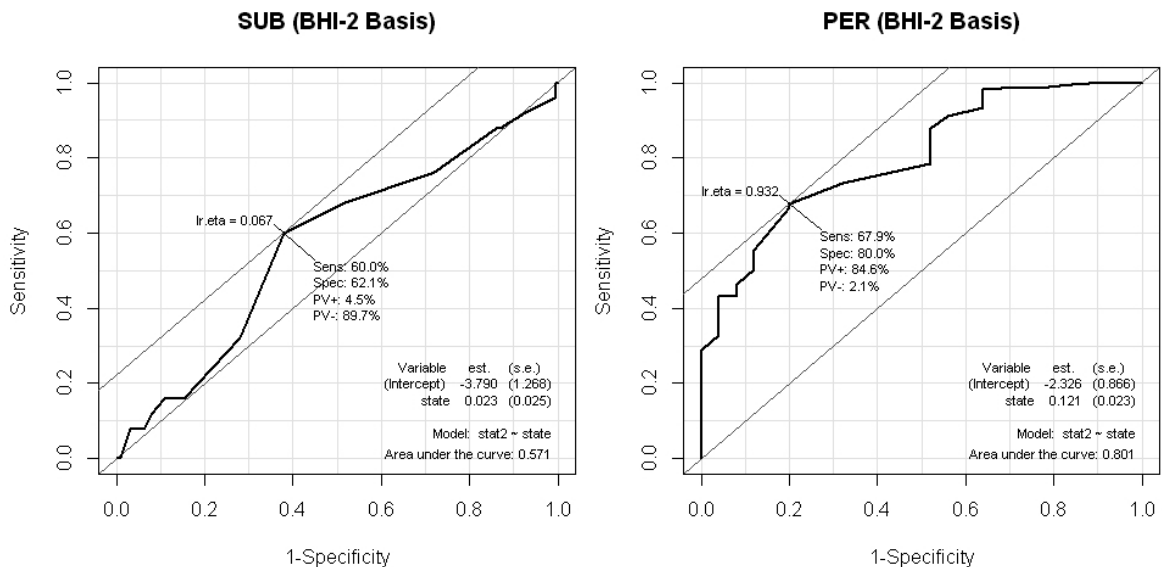 SUB (BHI-2 Basis)
Sensitivity
1.0
0.8
0.6
0.4
0.2
0.0
lr.eta = 0.067
Sens: 60.0%
Spec: 62.1%
PV+: 4.5%
PV-: 89.7%
Variable est. (s.e.)
(Intercept) -3.790 (1.268)
state 0.023 (0.025)
Model: stat2 ~ state
Area under the curve: 0.571
0.0 0.2 0.4 0.6 0.8 1.0
1-Specificity
PER (BHI-2 Basis)
Sensitivity
1.0
0.8
0.6
0.4
0.2
0.0
lr.eta = 0.932
Sens: 67.9%
Spec: 80.0%
PV+: 84.6%
PV-: 2.1%
Variable est. (s.e.)
(Intercept) -2.326 (0.866)
state 0.121 (0.023)
Model: stat2 ~ state
Area under the curve: 0.801
0.0 0.2 0.4 0.6 0.8 1.0
1-Specificity